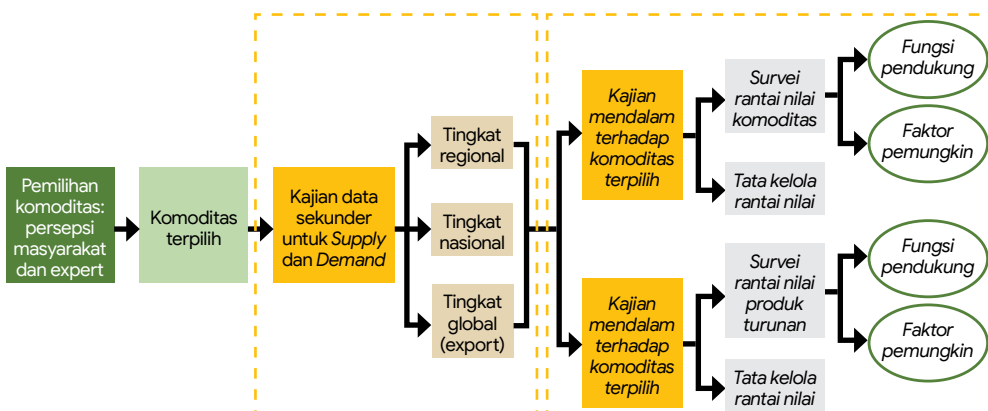 Pemilihan
komoditas:
persepsi
masyarakat
dan expert
Komoditas
terpilih
Kajian data
sekunder
untuk Supply
dan Demand
Tingkat
regional
Tingkat
nasional
Tingkat
global
(export)
Kajian
mendalam
terhadap
komoditas
terpilih
Survei
rantai nilai
komoditas
Tata kelola
rantai nilai
Fungsi
pendukung
Faktor
pemungkin
Kajian
mendalam
terhadap
komoditas
terpilih
Survei
rantai nilai
produk
turunan
Tata kelola
rantai nilai
Fungsi
pendukung
Faktor
pemungkin